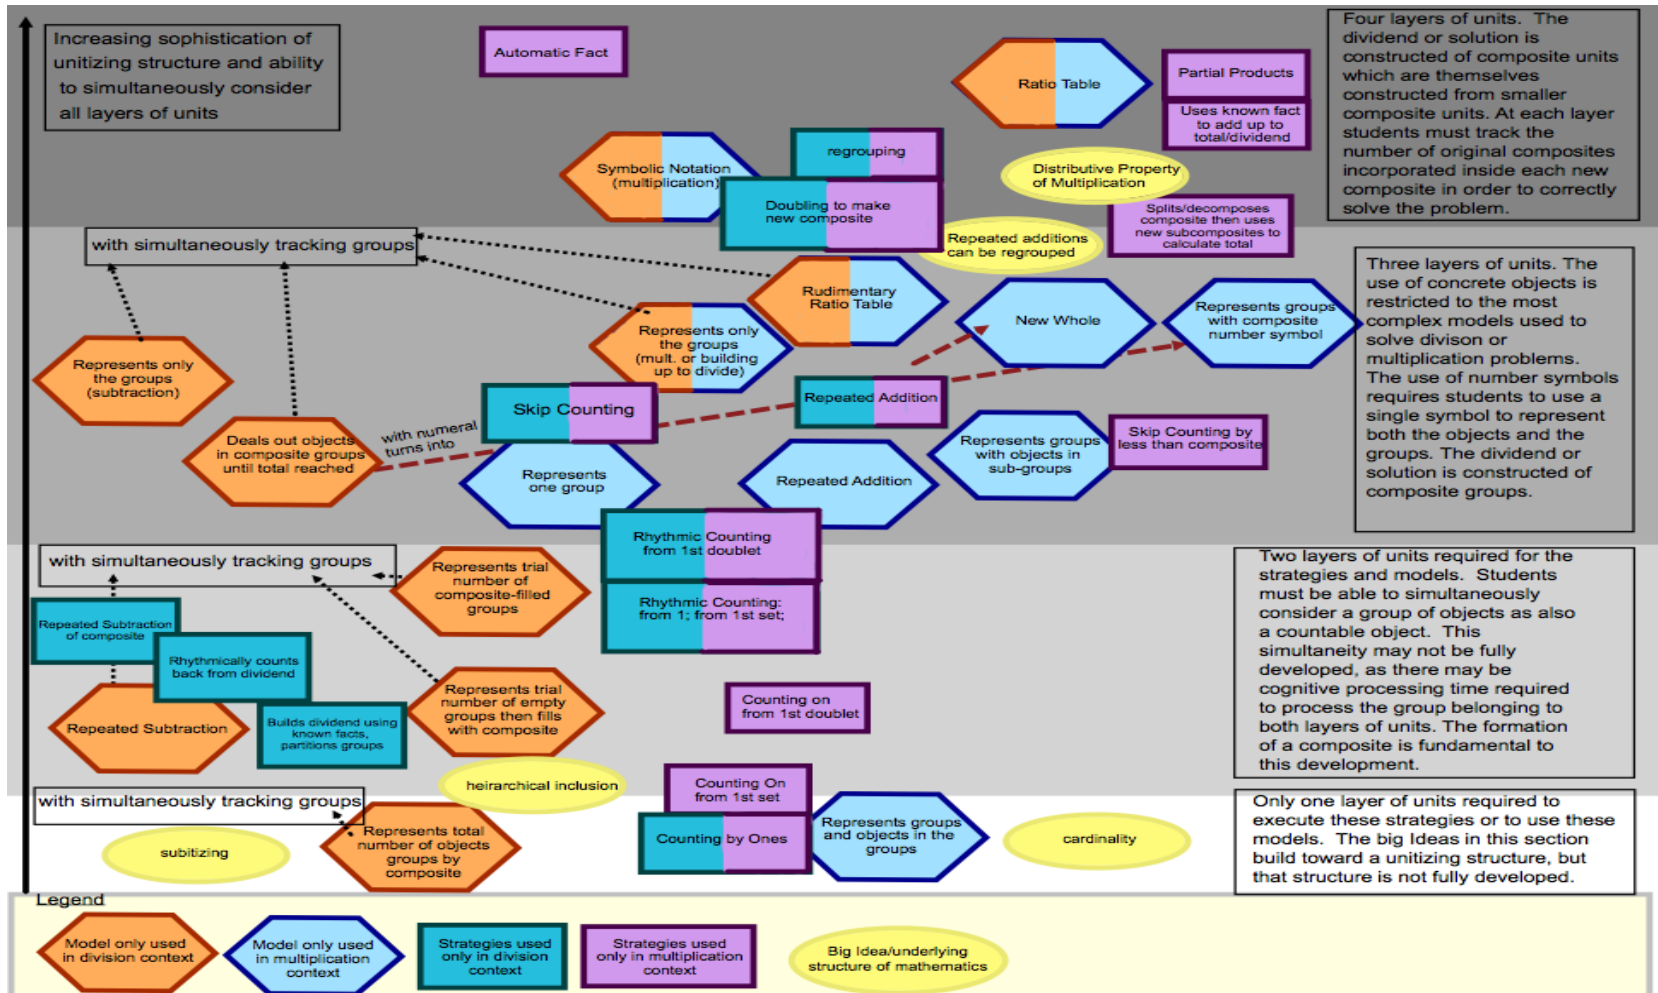 Increasing sophistication of
unitizing structure and ability
to simultaneously consider
all layers of units
Automatic Fact
Ratio Table
Partial Products
Uses known fact
to add up to
total/dividend
Four layers of units. The
dividend or solution is
constructed of composite units
which are themselves
constructed from smaller
composite units. At each layer
students must track the
number of original composites
incorporated inside each new
composite in order to correctly
solve the problem.
Symbolic Notation
(multiplication)
regrouping
Doubling to make
new composite
Distributive Property
of Multiplication
Splits/decomposes
composite then uses
new subcomposites to
calculate total
Repeated additions
can be regrouped
with simultaneously tracking groups
Rudimentary
Ratio Table
New Whole
Represents groups
with composite
number symbol
Three layers of units. The
use of concrete objects is
restricted to the most
complex models used to
solve divison or
multiplication problems.
The use of number symbols
requires students to use a
single symbol to represent
both the objects and the
groups. The dividend or
solution is constructed of
composite groups.
Represents only
the groups
(subtraction)
Represents only
the groups
(mult. or building
up to divide)
Skip Counting
Repeated Addition
Deals out objects
in composite groups
until total reached
with numeral
turns into
Represents
one group
Repeated Addition
Represents groups
with objects in
sub-groups
Skip Counting by
less than composite
Rhythmic Counting
from 1st doublet
with simultaneously tracking groups
Represents trial
number of
composite-filled
groups
Rhythmic Counting:
from 1; from 1st set;
Two layers of units required for the
strategies and models. Students
must be able to simultaneously
consider a group of objects as also
a countable object. This
simultaneity may not be fully
developed, as there may be
cognitive processing time required
to process the group belonging to
both layers of units. The formation
of a composite is fundamental to
this development.
Repeated Subtraction
of composite
Rhythmically counts
back from dividend
Repeated Subtraction
Builds dividend using
known facts,
partitions groups
Represents trial
number of empty
groups then fills
with composite
Counting on
from 1st doublet
heirarchical inclusion
Counting On
from 1st set
with simultaneously tracking groups
Represents total
number of objects
groups by
composite
subitizing
Counting by Ones
Represents groups
and objects in the
groups
cardinality
Only one layer of units required to
execute these strategies or to use these
models. The big Ideas in this section
build toward a unitizing structure, but
that structure is not fully developed.
Legend
Model only used
in division context
Model only used
in multiplication
context
Strategies used
only in division
context
Strategies used
only in multiplication
context
Big Idea/underlying
structure of mathematics